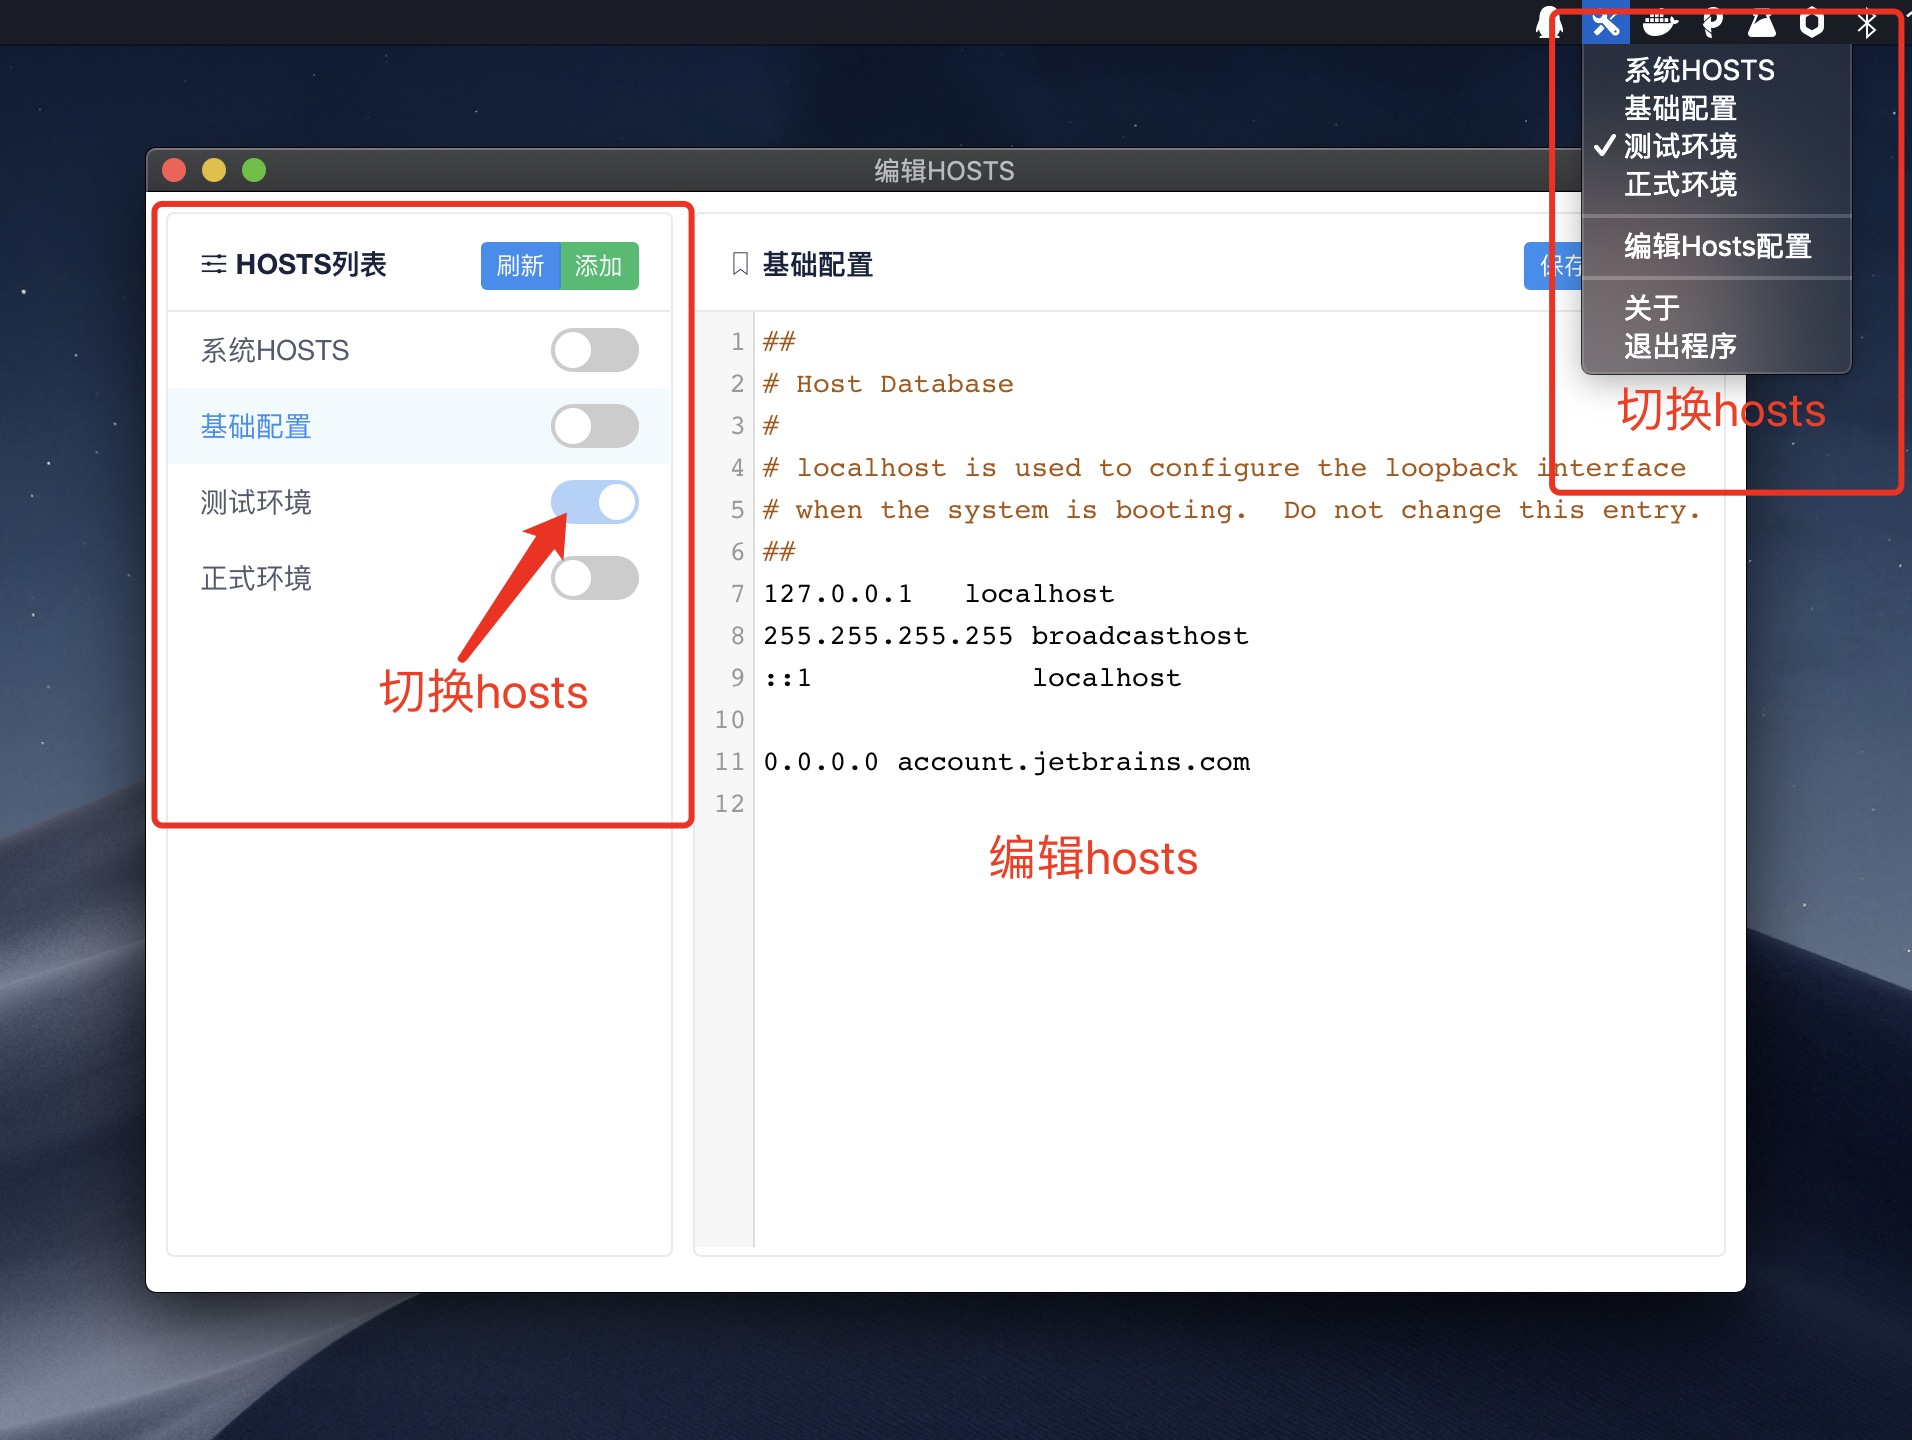 系统HOSTS
基础配置
测试环境
正式环境
编辑Hosts配置
关于
退出程序
切换hosts
编辑HOSTS
HOSTS列表
刷新
添加
系统HOSTS
基础配置
测试环境
正式环境
切换hosts
基础配置
保存
1 ##
2 # Host Database
3 #
4 # localhost is used to configure the loopback interface
5 # when the system is booting.  Do not change this entry.
6 ##
7 127.0.0.1   localhost
8 255.255.255.255 broadcasthost
9 ::1             localhost
10
11 0.0.0.0 account.jetbrains.com
12
编辑hosts